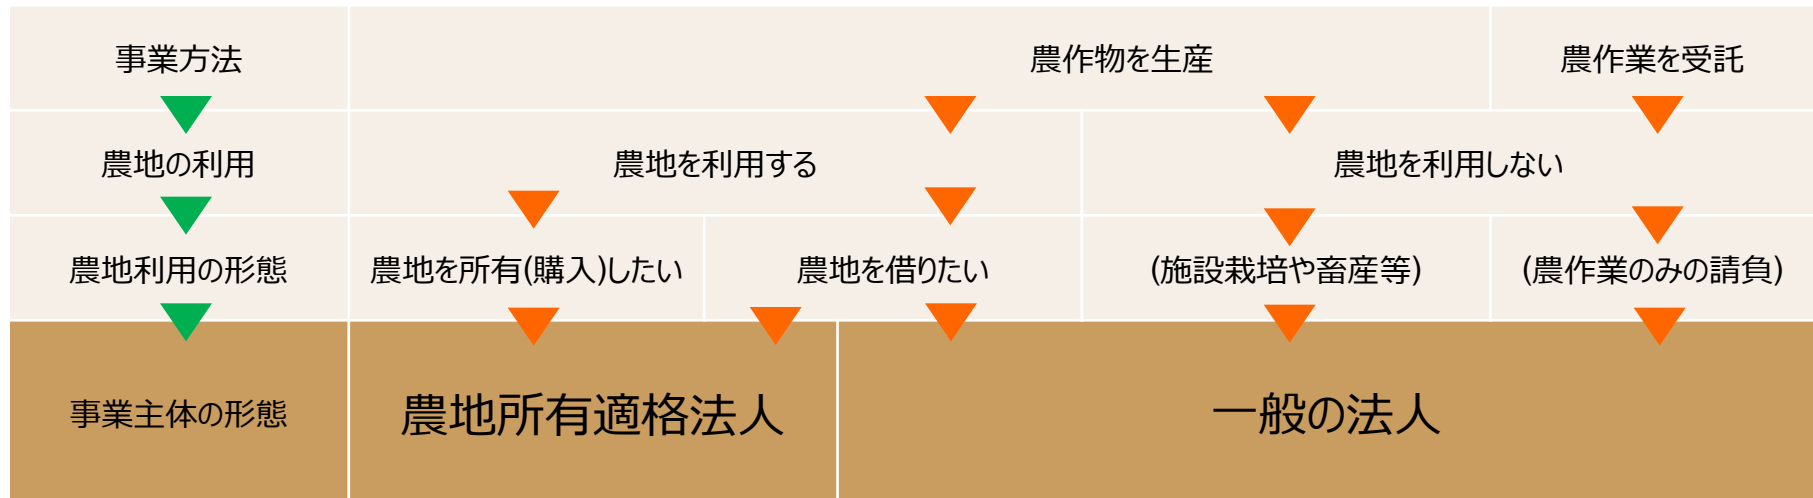 事業方法
農作物を生産
農作業を受託
農地の利用
農地を利用する
農地を利用しない
農地利用の形態
農地を所有(購入)したい
農地を借りたい
(施設栽培や畜産等)
(農作業のみの請負)
事業主体の形態
農地所有適格法人
一般の法人